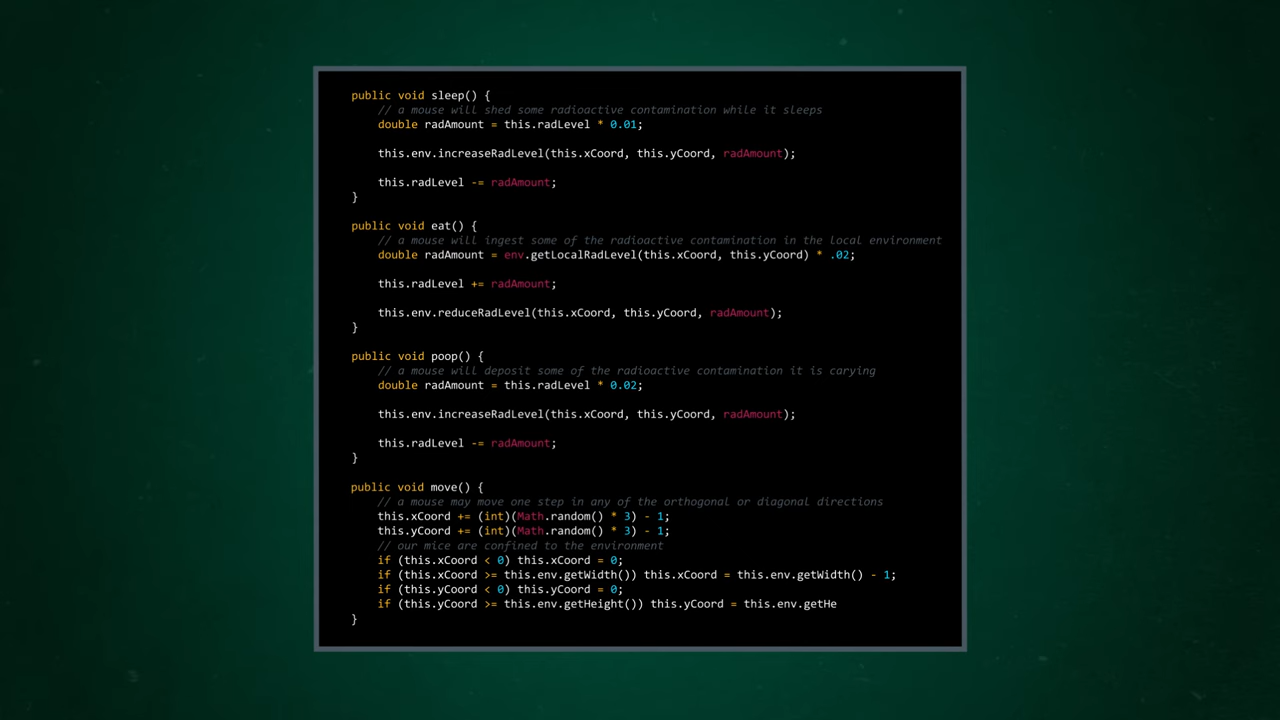 public void sleep() {
// a mouse will shed some radioactive contamination while it sleeps
double radAmount = this.radLevel * 0.01;
this.env.increaseRadLevel(this.xCoord, this.yCoord, radAmount);
this.radLevel -= radAmount;
}
public void eat() {
// a mouse will ingest some of the radioactive contamination in the local environment
double radAmount = env.getLocalRadLevel(this.xCoord, this.yCoord) * .02;
this.radLevel += radAmount;
this.env.reduceRadLevel(this.xCoord, this.yCoord, radAmount);
}
public void poop() {
// a mouse will deposit some of the radioactive contamination it is carying
double radAmount = this.radLevel * 0.02;
this.env.increaseRadLevel(this.xCoord, this.yCoord, radAmount);
this.radLevel -= radAmount;
}
public void move() {
// a mouse may move one step in any of the orthogonal or diagonal directions
this.xCoord += (int)(Math.random() * 3) - 1;
this.yCoord += (int)(Math.random() * 3) - 1;
// our mice are confined to the environment
if (this.xCoord < 0) this.xCoord = 0;
if (this.xCoord >= this.env.getWidth()) this.xCoord = this.env.getWidth() - 1;
if (this.yCoord < 0) this.yCoord = 0;
if (this.yCoord >= this.env.getHeight()) this.yCoord = this.env.getHe
}